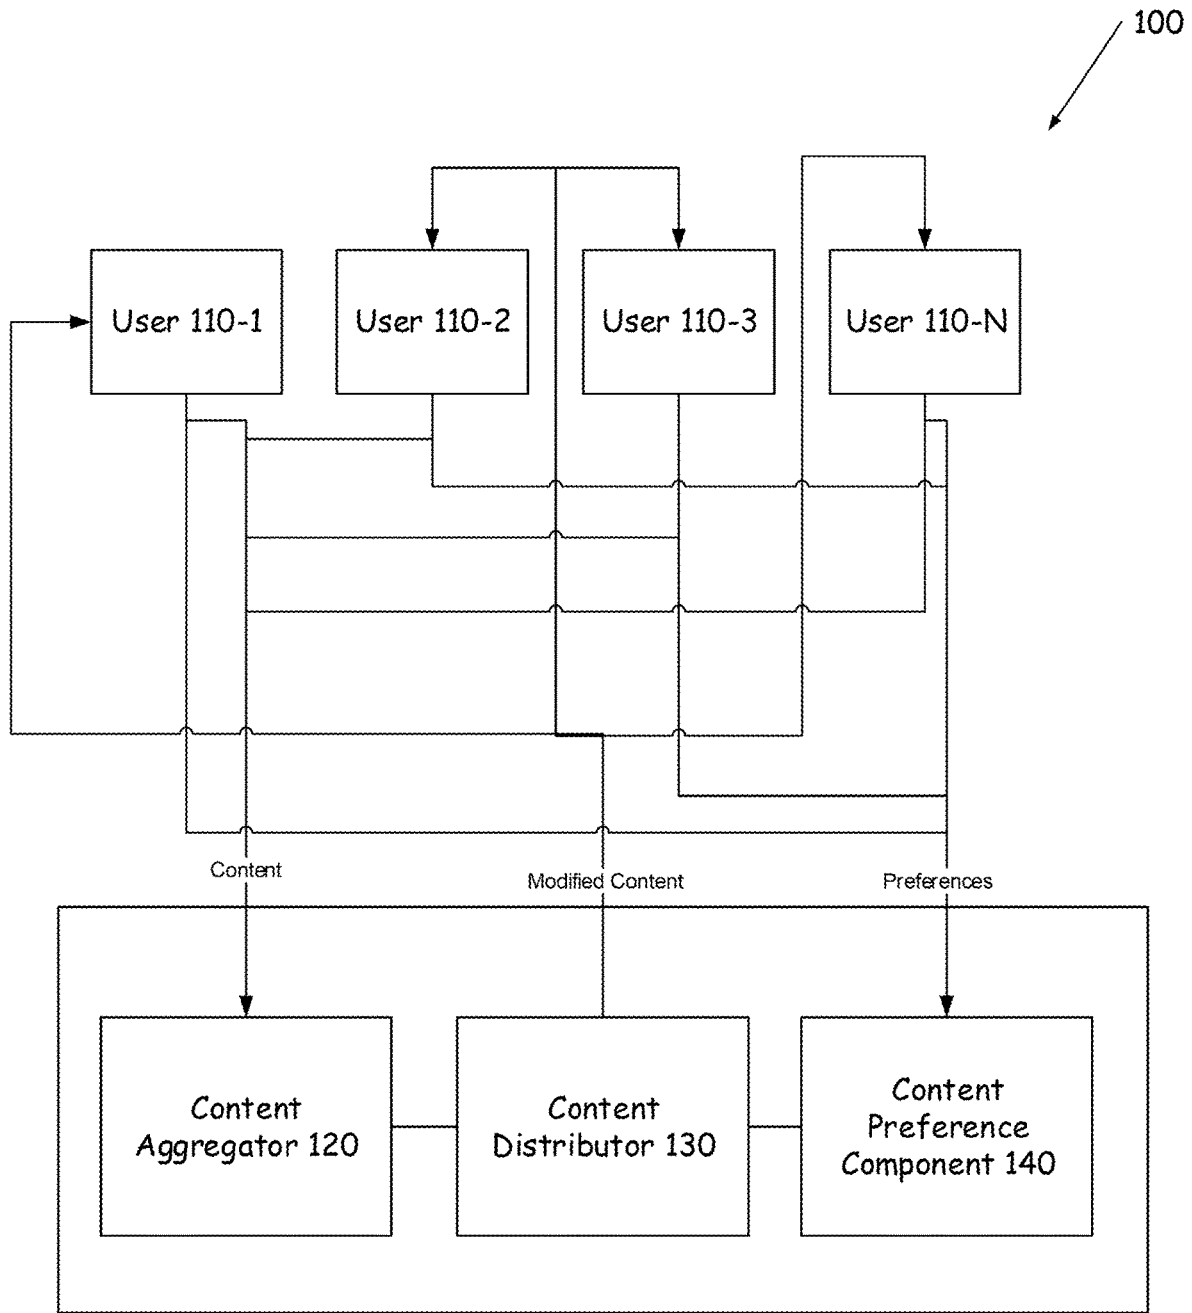 100
User 110-1
User 110-2
User 110-3
User 110-N
Content
Modified Content
Preferences
Content
Aggregator 120
Content
Distributor 130
Content
Preference
Component 140